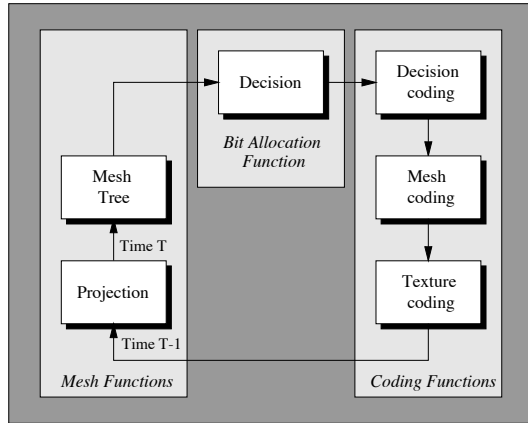 Decision
Bit Allocation
Function
Decision
coding
Mesh
Tree
Mesh
coding
Time T
Projection
Texture
coding
Time T-1
Mesh Functions
Coding Functions